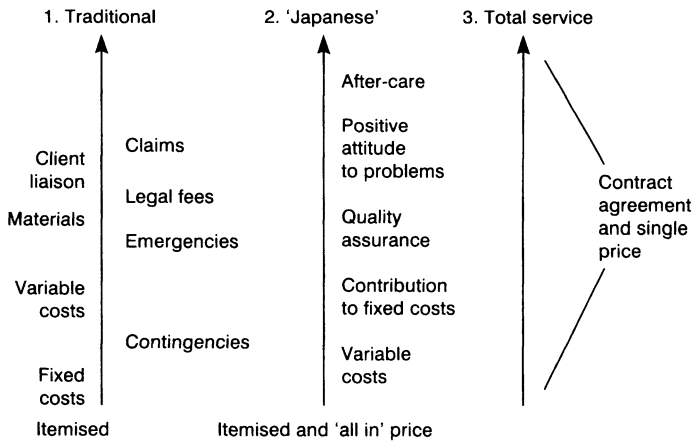 1. Traditional
2. 'Japanese'
3. Total service
Client
liaison
Materials
Variable
costs
Fixed
costs
Claims
Legal fees
Emergencies
Contingencies
Itemised
After-care
Positive
attitude
to problems
Quality
assurance
Contribution
to fixed costs
Variable
costs
Itemised and 'all in' price
Contract
agreement
and single
price